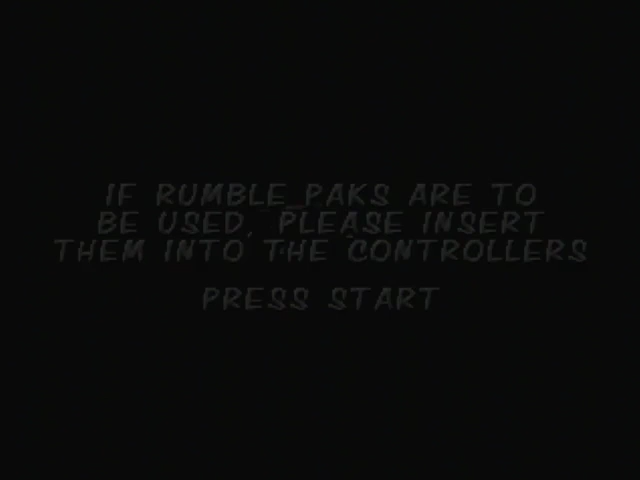 IF RUMBLE PAKS ARE TO
BE USED, PLEASE INSERT
THEM INTO THE CONTROLLERS
PRESS START